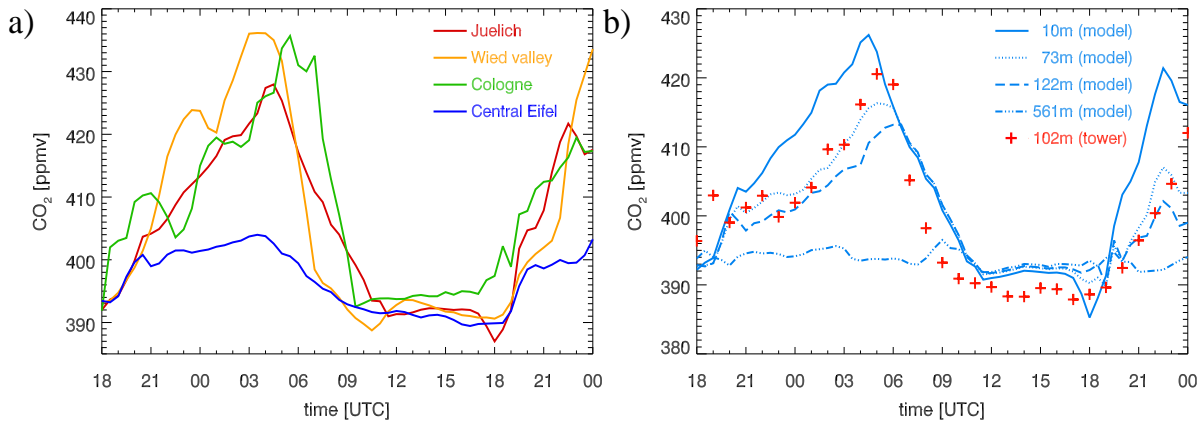 a)
440
430
420
410
400
390
CO2 [ppmv]
Juelich
Wied valley
Cologne
Central Eifel
18 21 00 03 06 09 12 15 18 21 00
time [UTC]
b)
430
420
410
400
390
380
CO2 [ppmv]
10m (model)
73m (model)
122m (model)
561m (model)
102m (tower)
18 21 00 03 06 09 12 15 18 21 00
time [UTC]